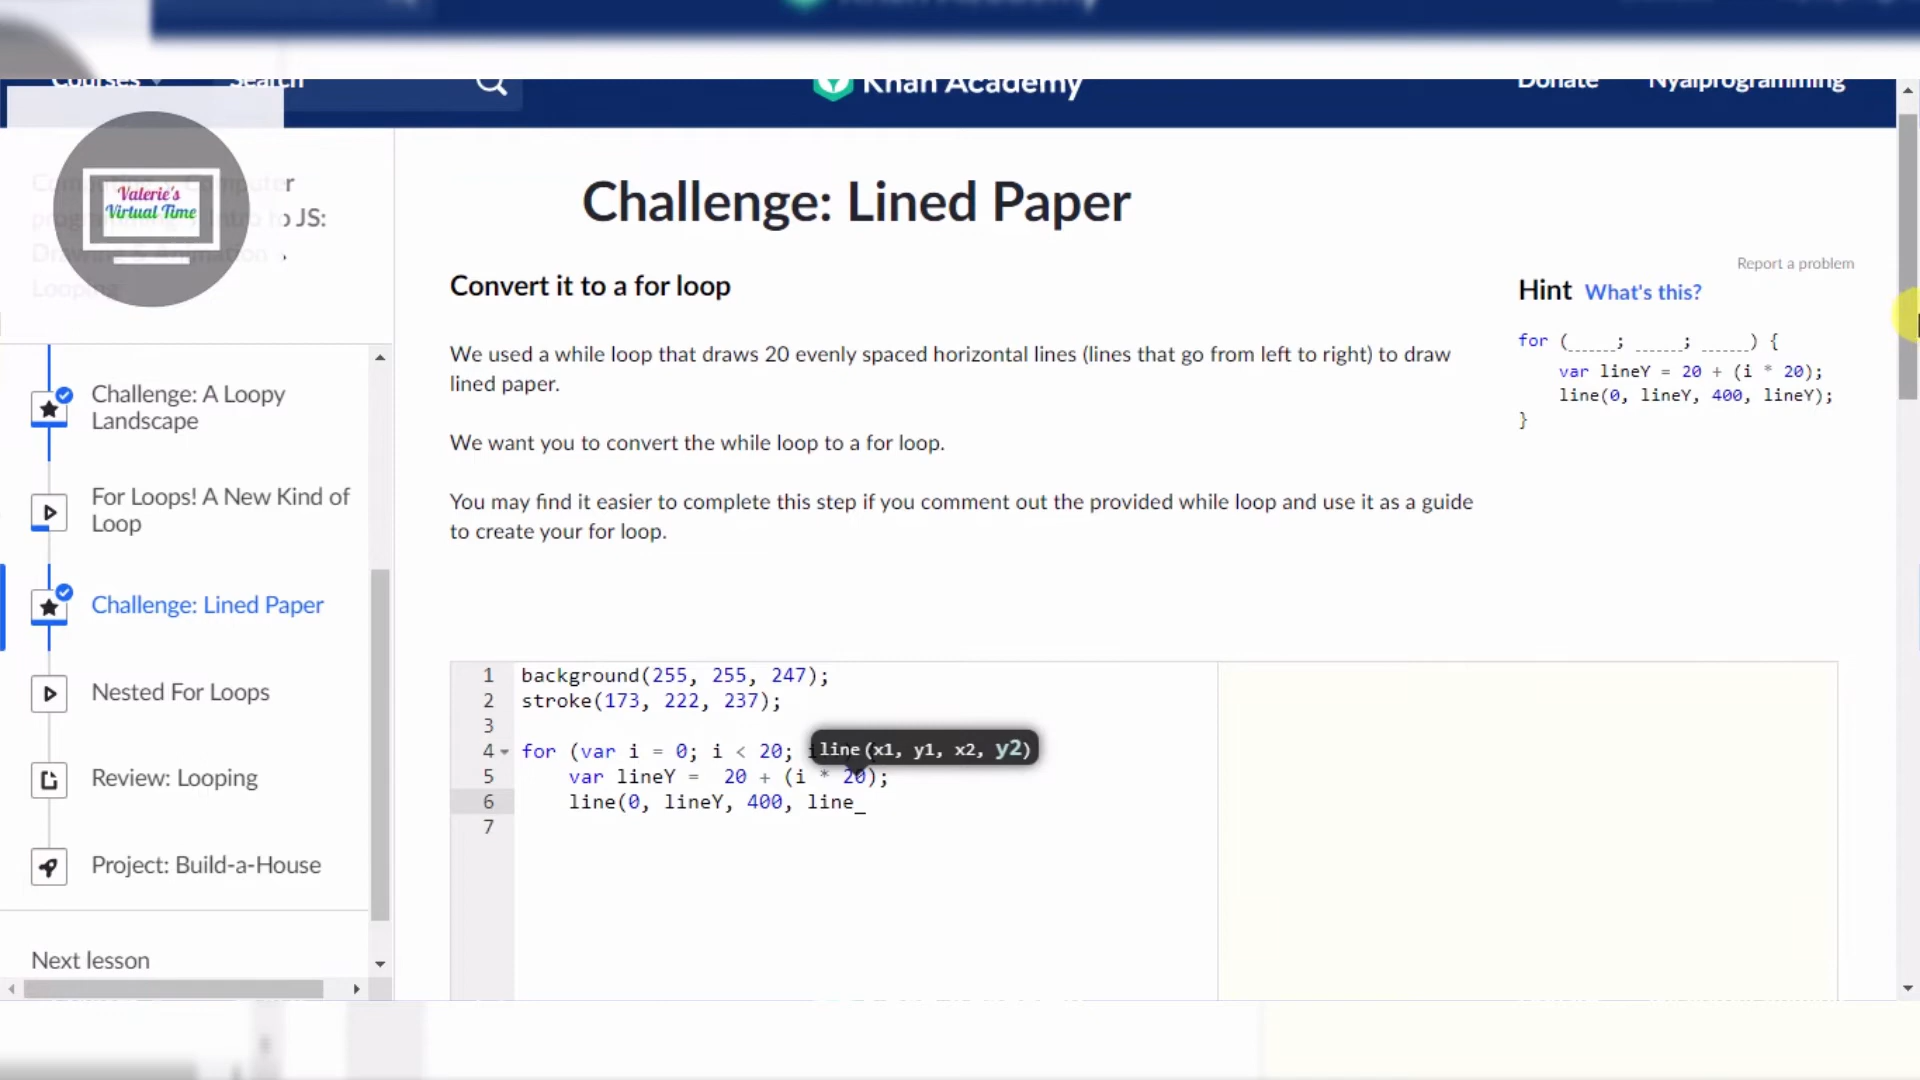 Khan Academy
Courses
Search
Khan Academy
Donate
Nyalprogramming
Valerie's
Virtual Time
r
o JS:
Looping
Challenge: A Loopy
Landscape
For Loops! A New Kind of
Loop
Challenge: Lined Paper
Nested For Loops
Review: Looping
Project: Build-a-House
Next lesson
Challenge: Lined Paper
Report a problem
Convert it to a for loop
We used a while loop that draws 20 evenly spaced horizontal lines (lines that go from left to right) to draw
lined paper.
We want you to convert the while loop to a for loop.
You may find it easier to complete this step if you comment out the provided while loop and use it as a guide
to create your for loop.
Hint What's this?
for (_____; _____; _____) {
var lineY = 20 + (i * 20);
line(0, lineY, 400, lineY);
}
1 background(255, 255, 247);
2 stroke(173, 222, 237);
3
4 for (var i = 0; i < 20;
line(x1, y1, x2, y2)
5 var lineY = 20 + (i * 20);
6 line(0, lineY, 400, line_
7